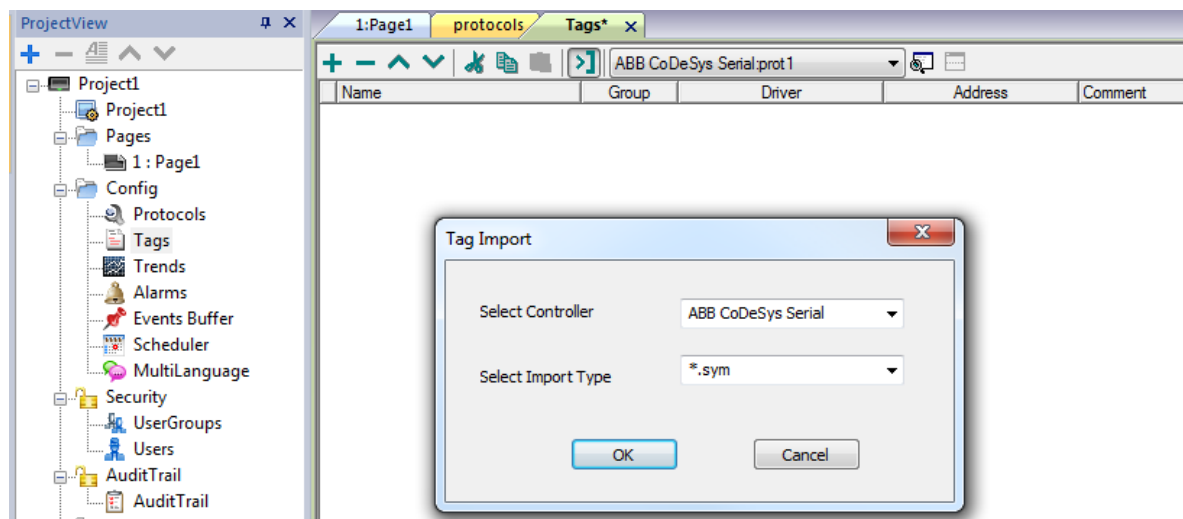 ProjectView
1:Page1 protocols Tags*
ABB CoDeSys Serial:prot1
Name Group Driver Address Comment
Project1
Project1
Pages
1 : Page1
Config
Protocols
Tags
Trends
Alarms
Events Buffer
Scheduler
MultiLanguage
Security
UserGroups
Users
AuditTrail
AuditTrail
Tag Import
Select Controller ABB CoDeSys Serial
Select Import Type *.sym
OK Cancel